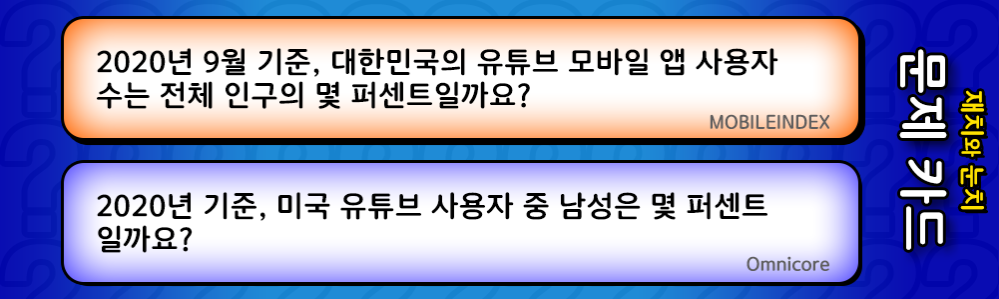 2020년 9월 기준, 대한민국의 유튜브 모바일 앱 사용자
수는 전체 인구의 몇 퍼센트일까요?
MOBILEINDEX
2020년 기준, 미국 유튜브 사용자 중 남성은 몇 퍼센트
일까요?
Omnicore
재치와 눈치
문제 카드